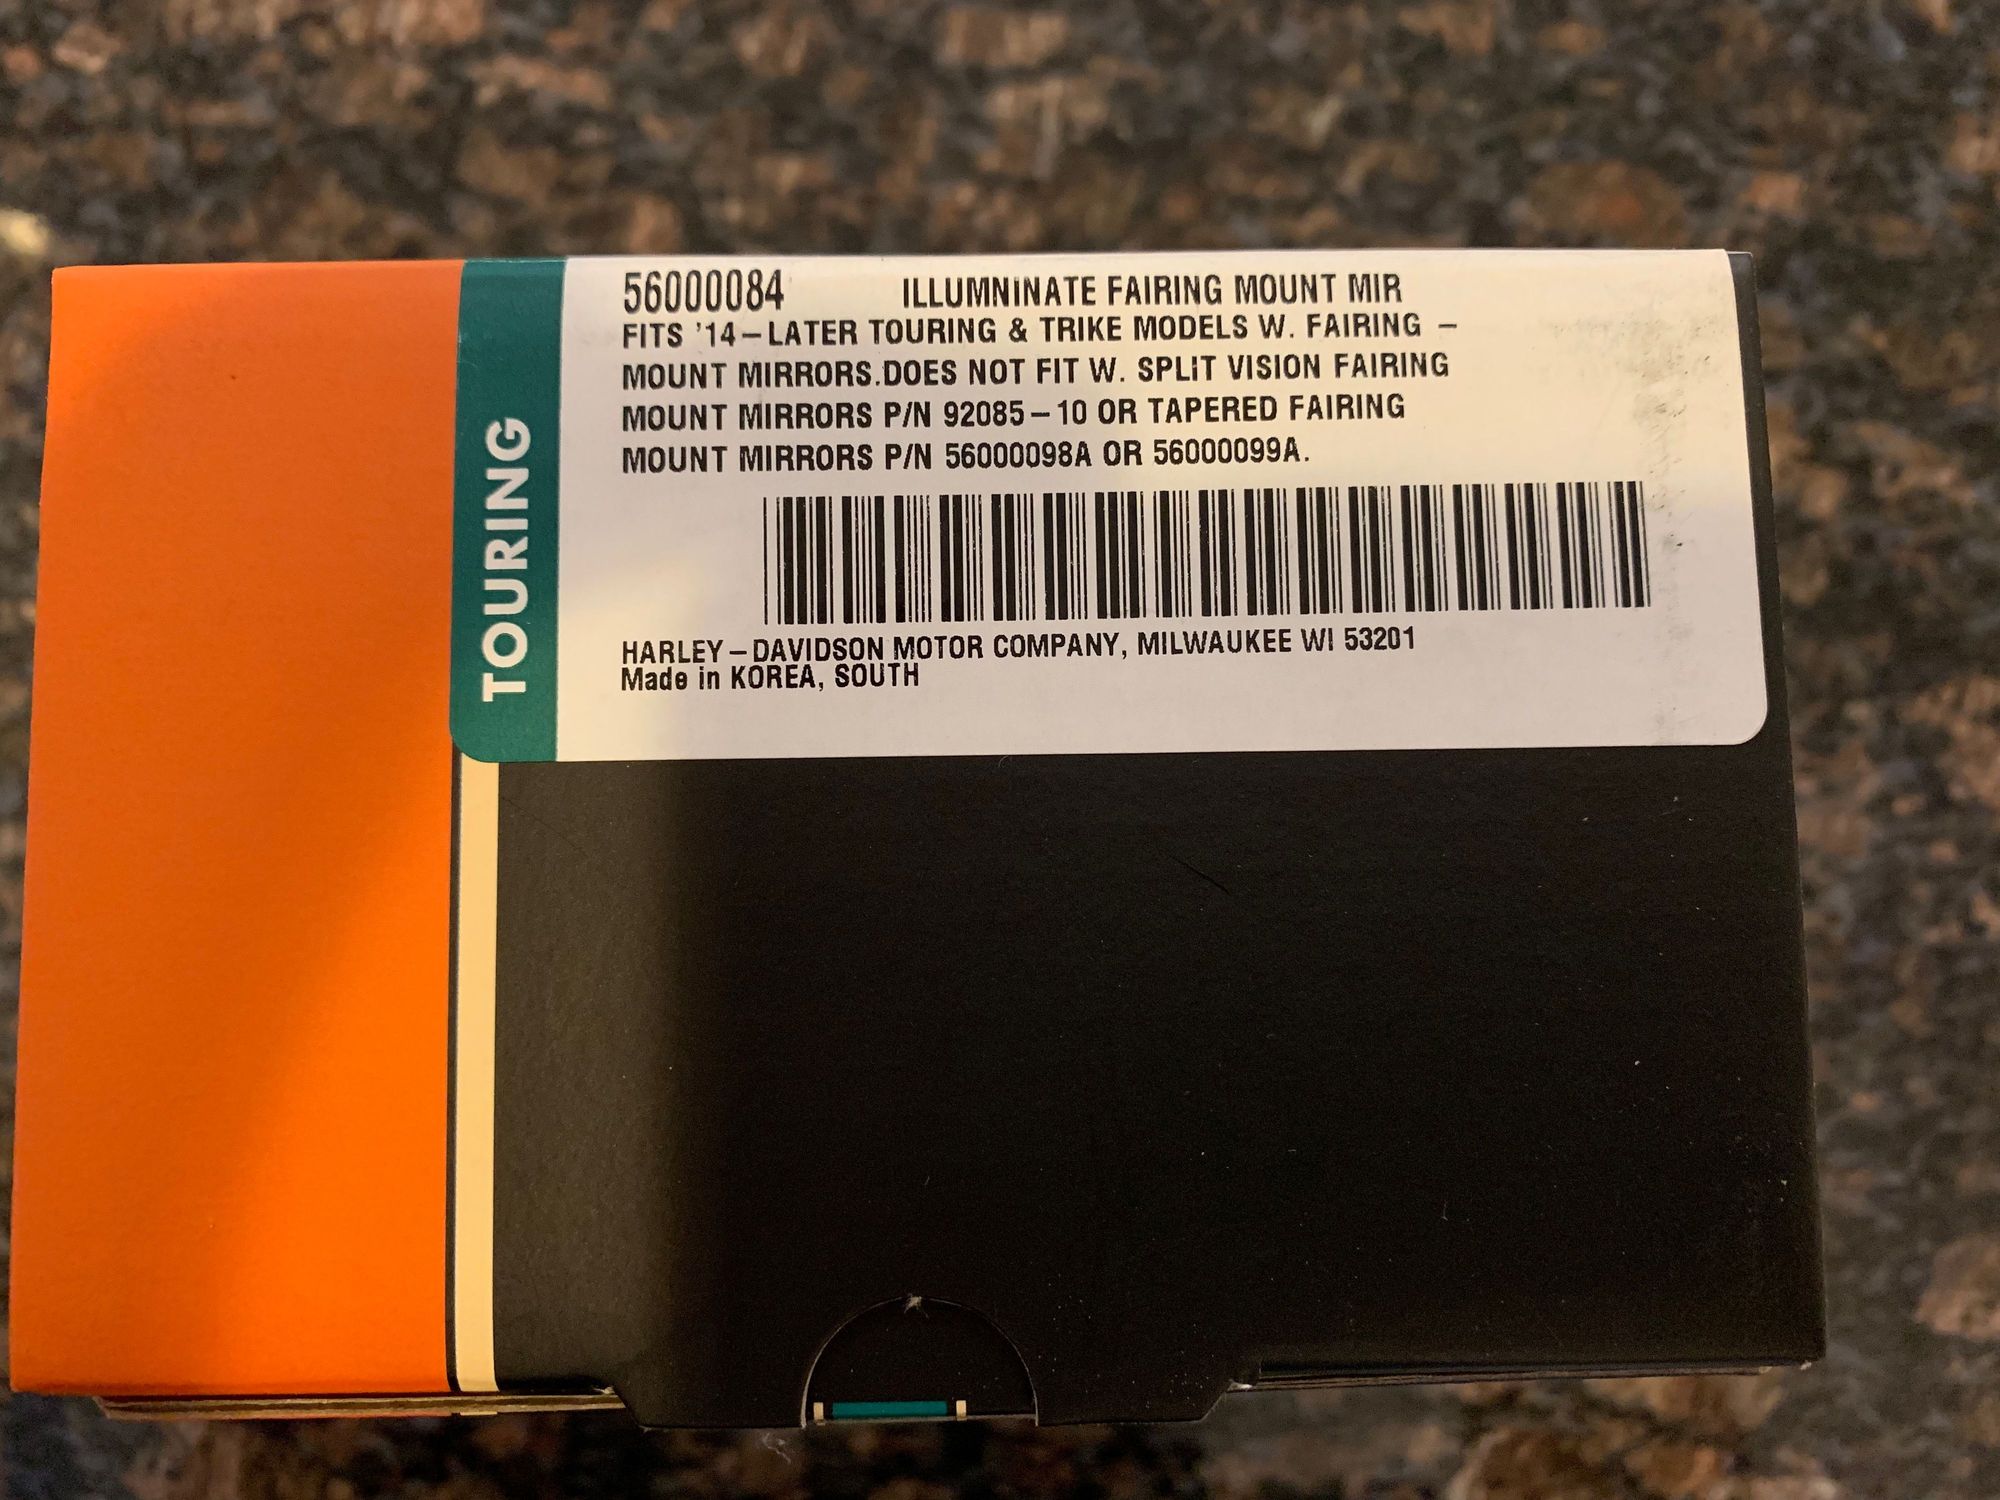 56000084 ILLUMNINATE FAIRING MOUNT MIR
FITS '14-LATER TOURING & TRIKE MODELS W. FAIRING -
MOUNT MIRRORS.DOES NOT FIT W. SPLIT VISION FAIRING
MOUNT MIRRORS P/N 92085-10 OR TAPERED FAIRING
MOUNT MIRRORS P/N 56000098A OR 56000099A.
HARLEY-DAVIDSON MOTOR COMPANY, MILWAUKEE WI 53201
Made in KOREA, SOUTH
TOURING